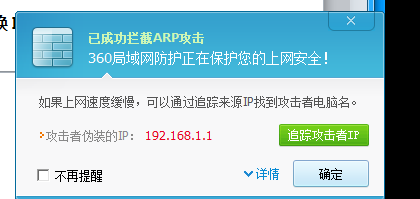 换 I
已成功拦截ARP攻击
360局域网防护正在保护您的上网安全！
如果上网速度缓慢，可以通过追踪来源IP找到攻击者电脑名。
攻击者伪装的IP： 192.168.1.1 追踪攻击者IP
不再提醒 详情 确定